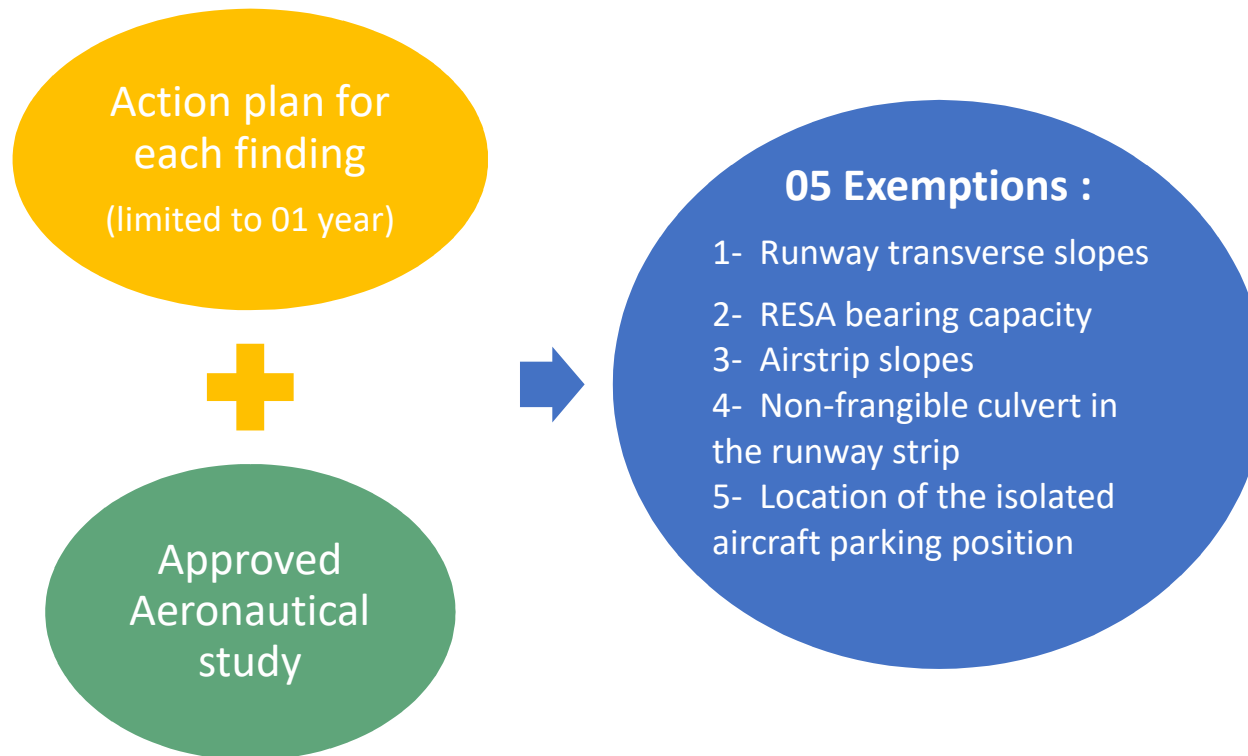 Action plan for
each finding
(limited to 01 year)
Approved
Aeronautical
study
05 Exemptions :
1- Runway transverse slopes
2- RESA bearing capacity
3- Airstrip slopes
4- Non-frangible culvert in
the runway strip
5- Location of the isolated
aircraft parking position